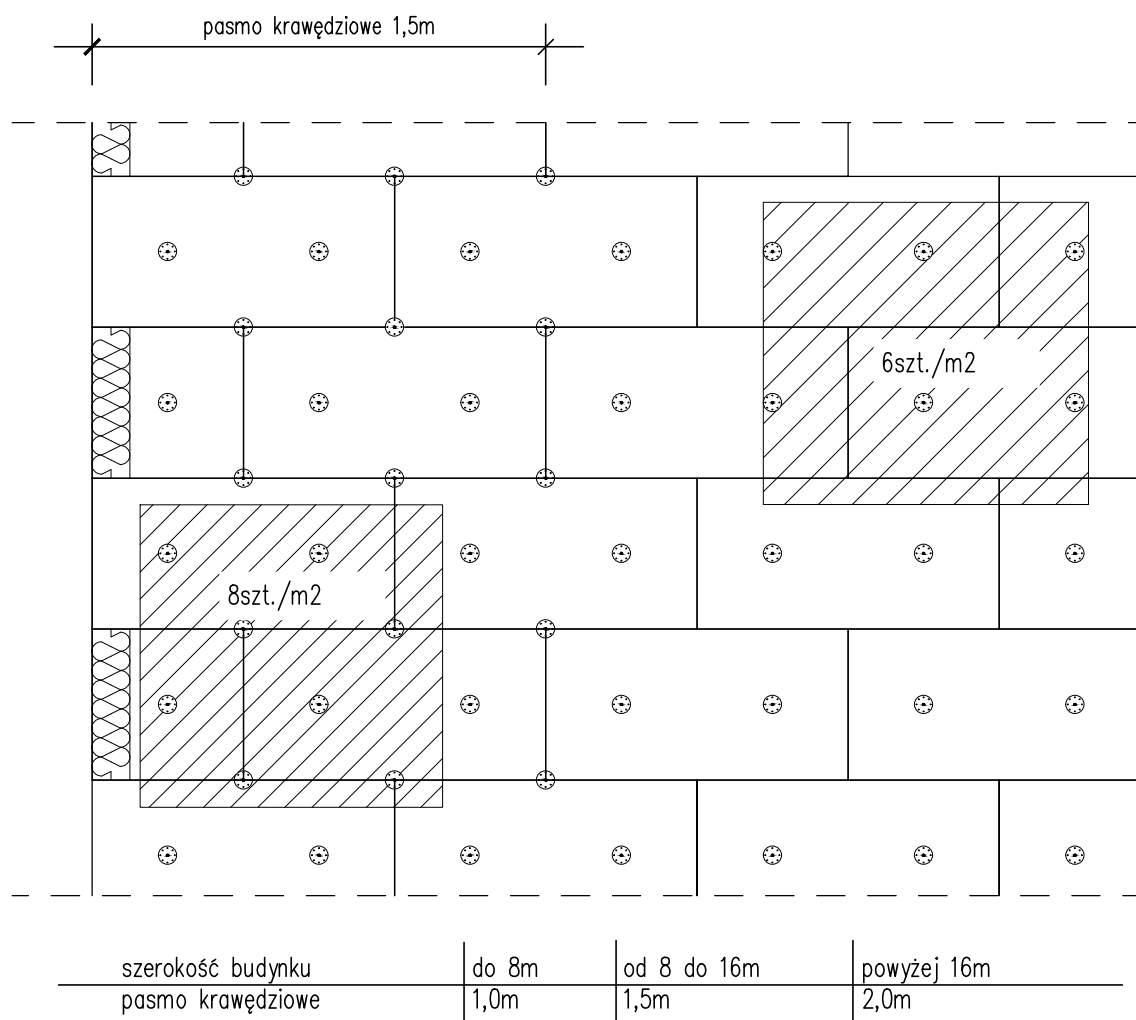 pasmo krawędziowe 1,5m
6szt./m2
8szt./m2
szerokość budynku do 8m od 8 do 16m powyżej 16m
pasmo krawędziowe 1,0m 1,5m 2,0m